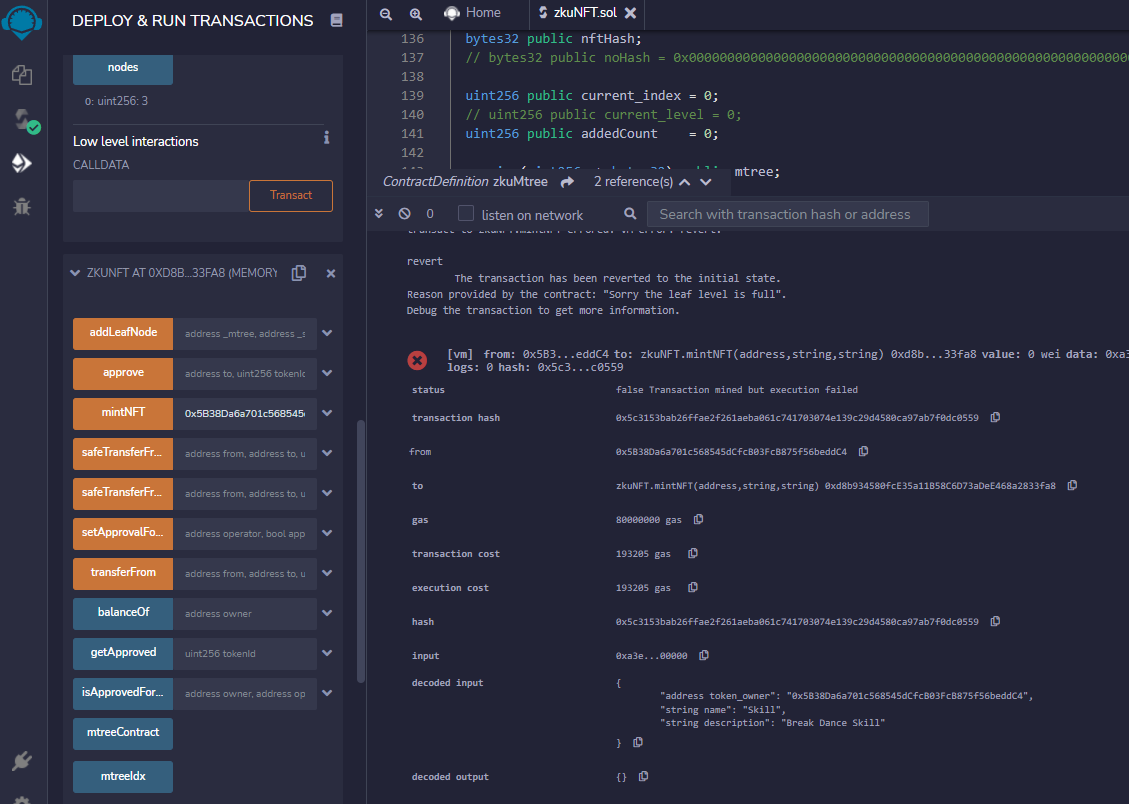 DEPLOY & RUN TRANSACTIONS
nodes
0: uint256: 3
Low level interactions
CALLDATA
Transact
ZKUNFT AT 0XD8B...33FA8 (MEMORY
addLeafNode address _mtree, address _s
approve address to, uint256 tokenId
mintNFT 0x5B38Da6a701c568545
safeTransferFr... address from, address to, u
safeTransferFr... address from, address to, u
setApprovalFo... address operator, bool app
transferFrom address from, address to, u
balanceOf address owner
getApproved uint256 tokenId
isApprovedFor... address owner, address op
mtreeContract
mtreeIdx
Home zkuNFT.sol
136 bytes32 public nftHash;
137 // bytes32 public noHash =
138
139 uint256 public current_index = 0;
140 // uint256 public current_level = 0;
141 uint256 public addedCount = 0;
142
mtree;
ContractDefinition zkuMtree 2 reference(s)
0 listen on network Search with transaction hash or address
revert
The transaction has been reverted to the initial state.
Reason provided by the contract: "Sorry the leaf level is full".
Debug the transaction to get more information.
[vm] from: 0x5B3...eddC4 to: zkuNFT.mintNFT(address,string,string) 0xd8b...33fa8 value: 0 wei data: 0xa3
logs: 0 hash: 0x5c3...c0559
status false Transaction mined but execution failed
transaction hash 0x5c3153bab26ffae2f261aeba061c741703074e139c29d4580ca97ab7f0dc0559
from 0x5B38Da6a701c568545dCfcB03FcB875f56beddC4
to zkuNFT.mintNFT(address,string,string) 0xd8b934580fcE35a11B58C6D73aDeE468a2833fa8
gas 80000000 gas
transaction cost 193205 gas
execution cost 193205 gas
hash 0x5c3153bab26ffae2f261aeba061c741703074e139c29d4580ca97ab7f0dc0559
input 0xa3e...00000
decoded input {
"address token_owner": "0x5B38Da6a701c568545dCfcB03FcB875f56beddC4",
"string name": "Skill",
"string description": "Break Dance Skill"
}
decoded output {}